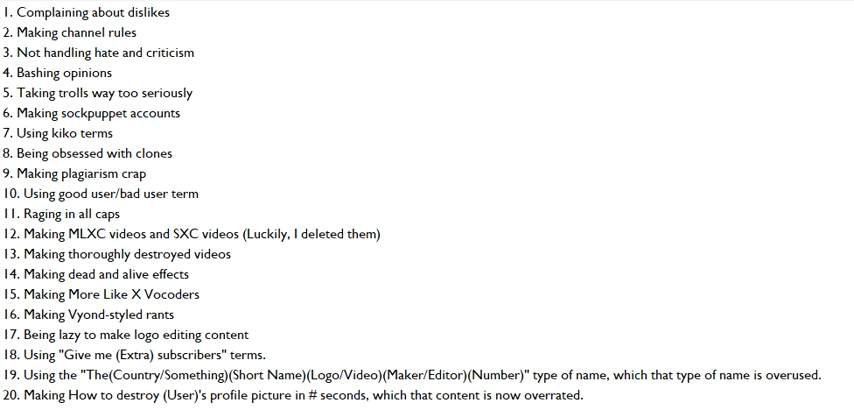 1. Complaining about dislikes
2. Making channel rules
3. Not handling hate and criticism
4. Bashing opinions
5. Taking trolls way too seriously
6. Making sockpuppet accounts
7. Using kiko terms
8. Being obsessed with clones
9. Making plagiarism crap
10. Using good user/bad user term
11. Raging in all caps
12. Making MLXC videos and SXC videos (Luckily, I deleted them)
13. Making thoroughly destroyed videos
14. Making dead and alive effects
15. Making More Like X Vocoders
16. Making Vyond-styled rants
17. Being lazy to make logo editing content
18. Using "Give me (Extra) subscribers" terms.
19. Using the "The(Country/Something)(Short Name)(Logo/Video)(Maker/Editor)(Number)" type of name, which that type of name is overused.
20. Making How to destroy (User)'s profile picture in # seconds, which that content is now overrated.